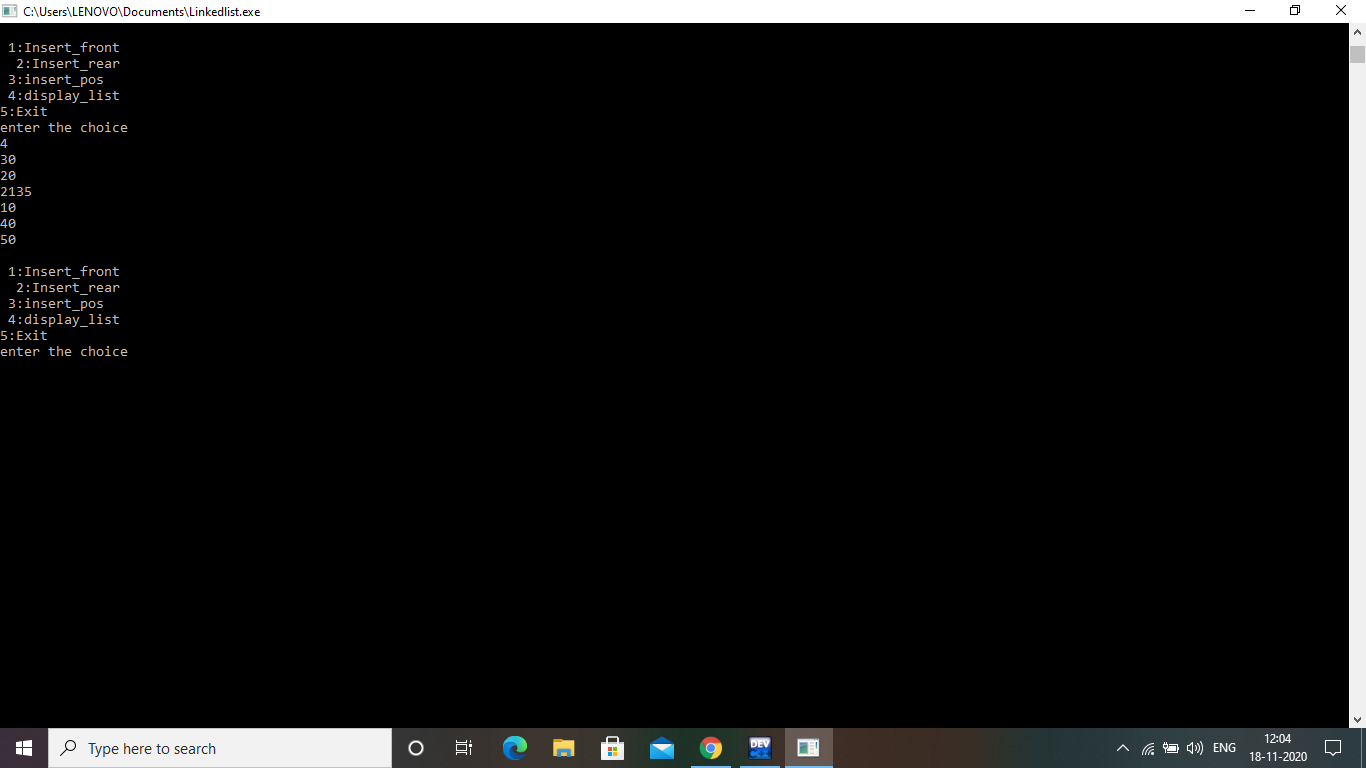 C:\Users\LENOVO\Documents\Linkedlist.exe
1:Insert_front
2:Insert_rear
3:insert_pos
4:display_list
5:Exit
enter the choice
4
30
20
2135
10
40
50
1:Insert_front
2:Insert_rear
3:insert_pos
4:display_list
5:Exit
enter the choice
Type here to search
DEV
ENG
12:04
18-11-2020